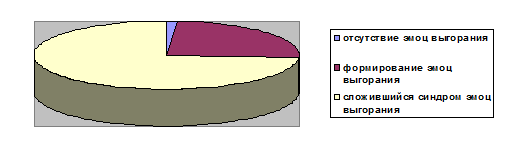 отсутствие эмоц выгорания
формирование эмоц
выгорания
сложившийся синдром эмоц
выгорания